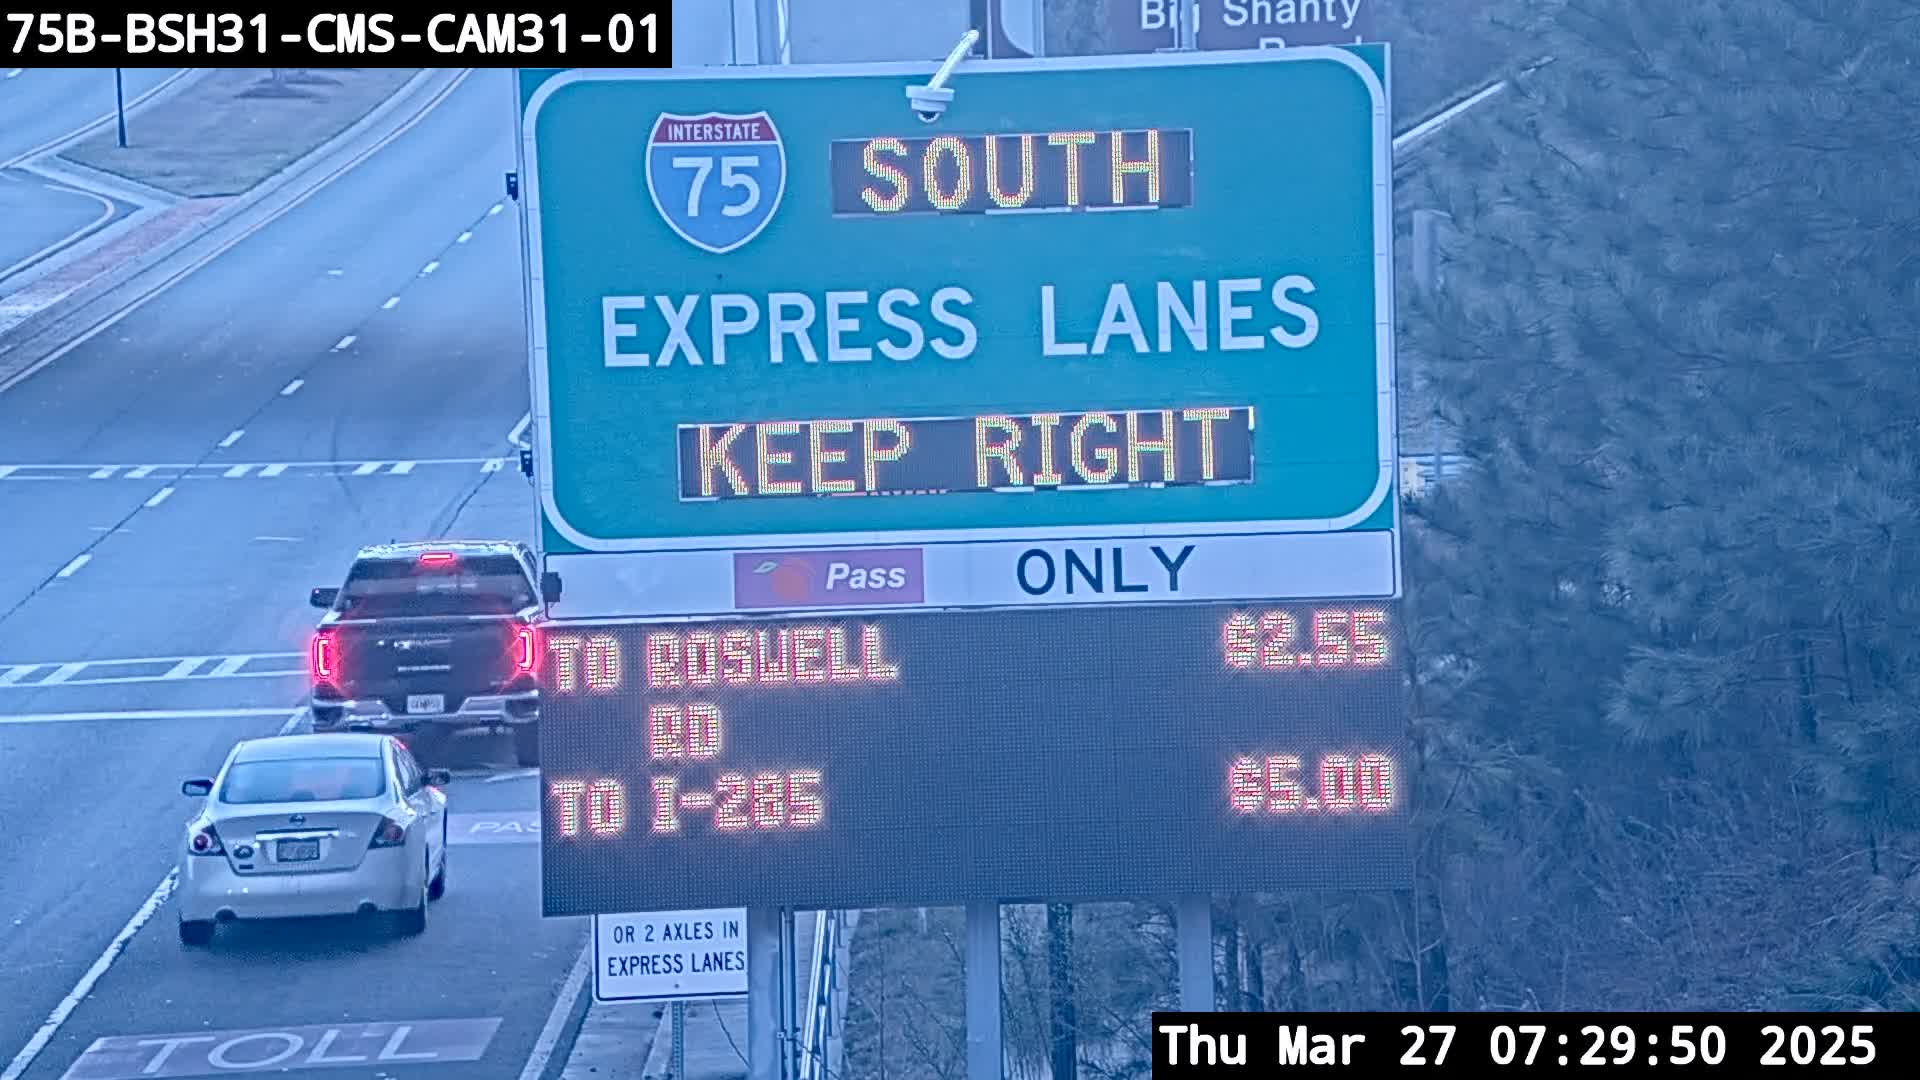 75B-BSH31-CMS-CAM31-01
Big Shanty
INTERSTATE
75
SOUTH
EXPRESS LANES
KEEP RIGHT
Pass ONLY
TO ROSWELL $2.55
RD
TO I-285 $5.00
OR 2 AXLES IN
EXPRESS LANES
TOLL
Thu Mar 27 07:29:50 2025